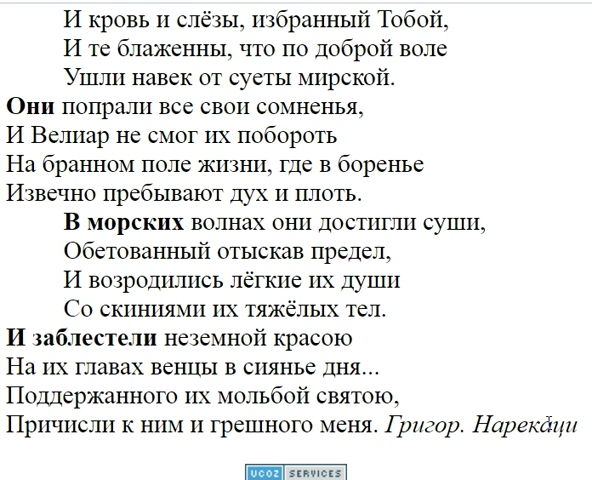 И кровь и слёзы, избранный Тобой,
И те блаженны, что по доброй воле
Ушли навек от суеты мирской.
Они попрали все свои сомненья,
И Велиар не смог их побороть
На бранном поле жизни, где в боренье
Извечно пребывают дух и плоть.
В морских волнах они достигли суши,
Обетованный отыскав предел,
И возродились лёгкие их души
Со скиниями их тяжёлых тел.
И заблестели неземной красою
На их главах венцы в сиянье дня...
Поддержанного их мольбой святою,
Причисли к ним и грешного меня. Григор. Нарекаци
UCOZ SERVICES